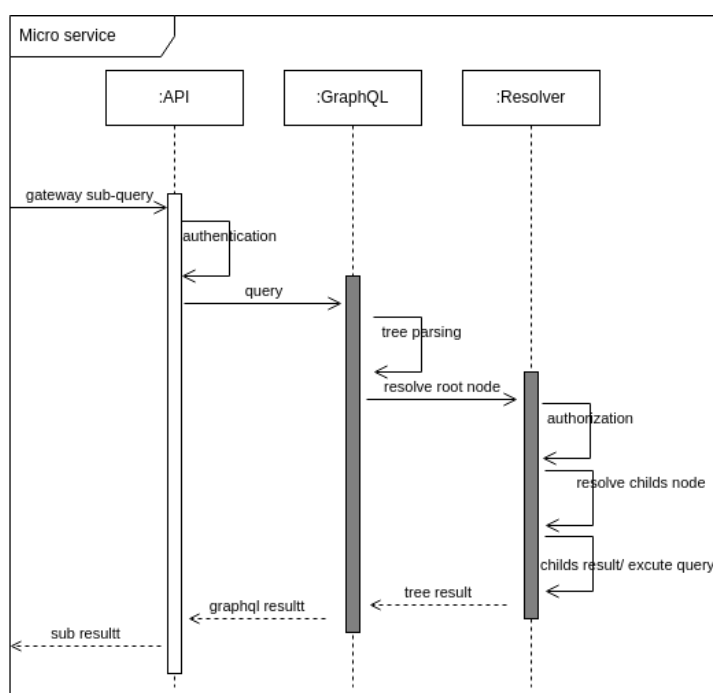 Micro service
:API
:GraphQL
:Resolver
gateway sub-query
authentication
query
tree parsing
resolve root node
authorization
resolve childs node
childs result/ excute query
tree result
graphql resultt
sub resultt